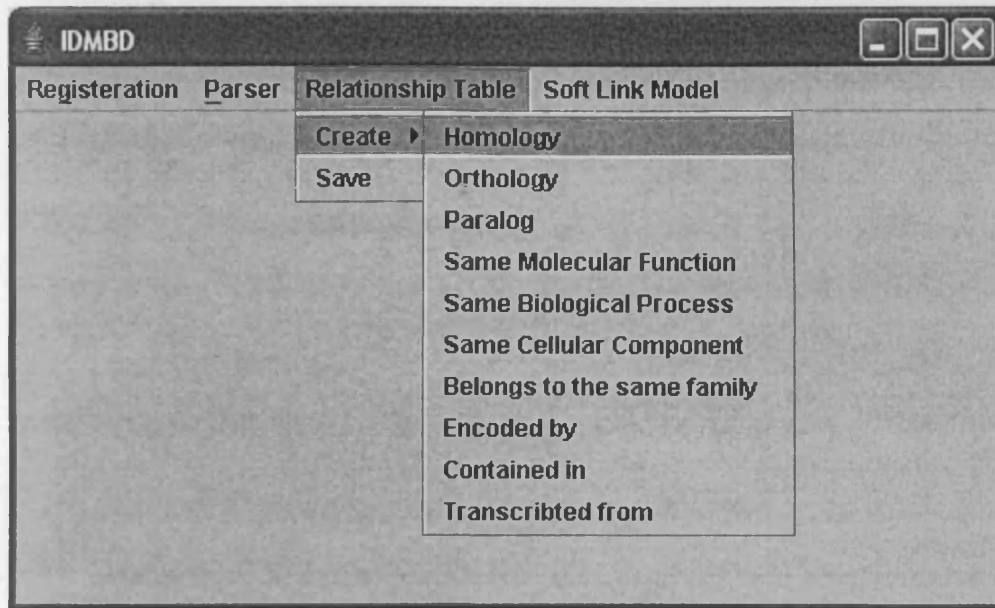 IDMBD
Registeration Parser Relationship Table Soft Link Model
Create Homology
Save Orthology
Paralog
Same Molecular Function
Same Biological Process
Same Cellular Component
Belongs to the same family
Encoded by
Contained in
Transcribted from